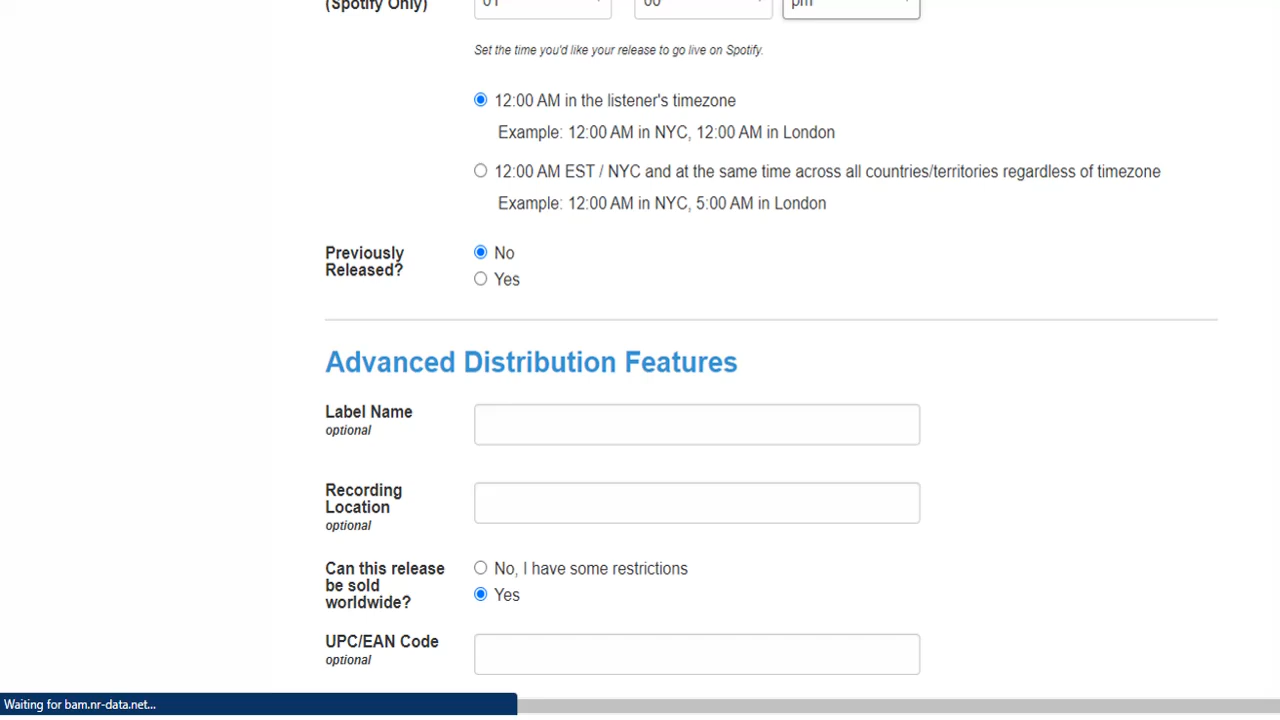 (Spotify Only)
01 00 pm
Set the time you'd like your release to go live on Spotify.
12:00 AM in the listener's timezone
Example: 12:00 AM in NYC, 12:00 AM in London
12:00 AM EST / NYC and at the same time across all countries/territories regardless of timezone
Example: 12:00 AM in NYC, 5:00 AM in London
Previously
Released?
No
Yes
Advanced Distribution Features
Label Name
optional
Recording
Location
optional
Can this release
be sold
worldwide?
No, I have some restrictions
Yes
UPC/EAN Code
optional
Waiting for bam.nr-data.net...